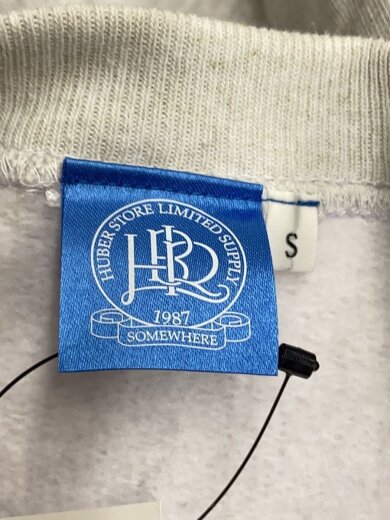 HUBER STORE LIMITED SUPPLY
HBR
1987
SOMEWHERE
S